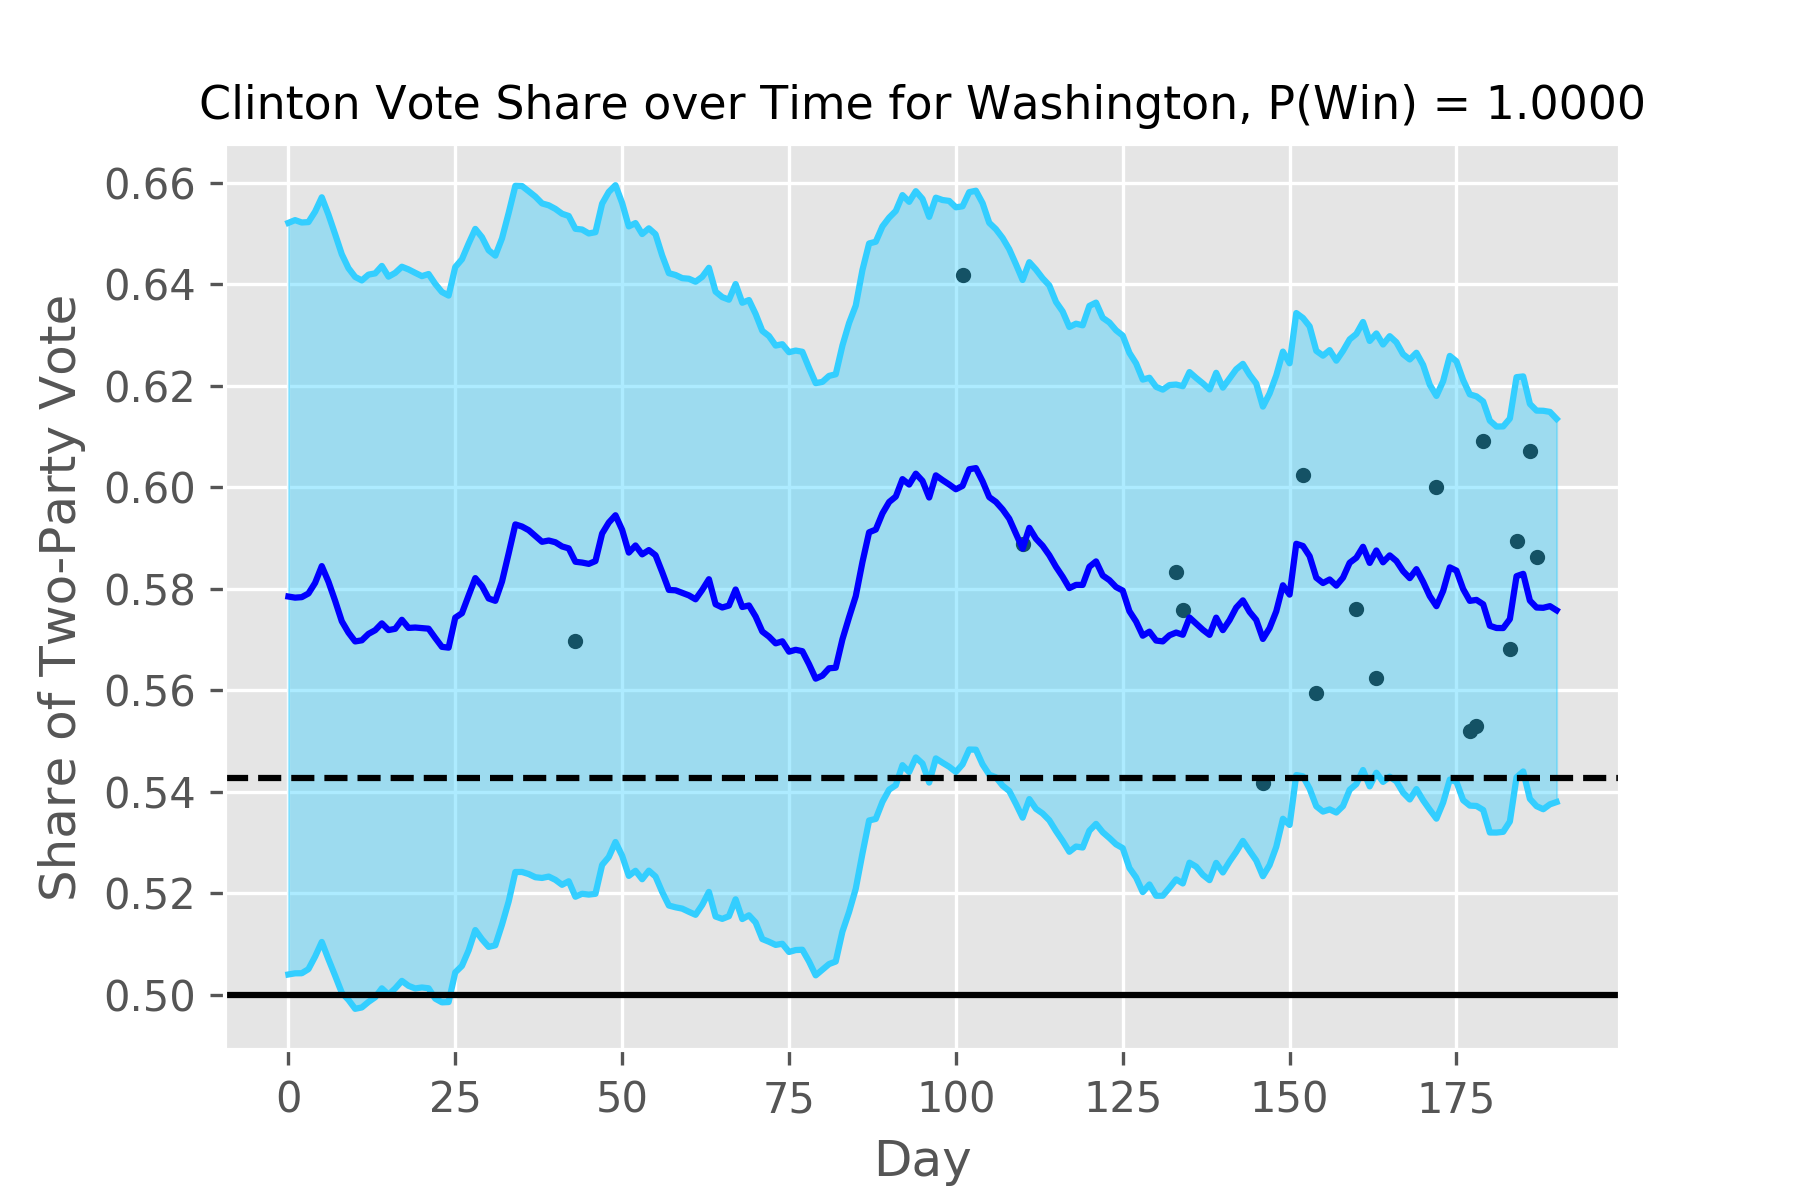 Clinton Vote Share over Time for Washington, P(Win) = 1.0000
Share of Two-Party Vote
0.66
0.64
0.62
0.60
0.58
0.56
0.54
0.52
0.50
0 25 50 75 100 125 150 175
Day